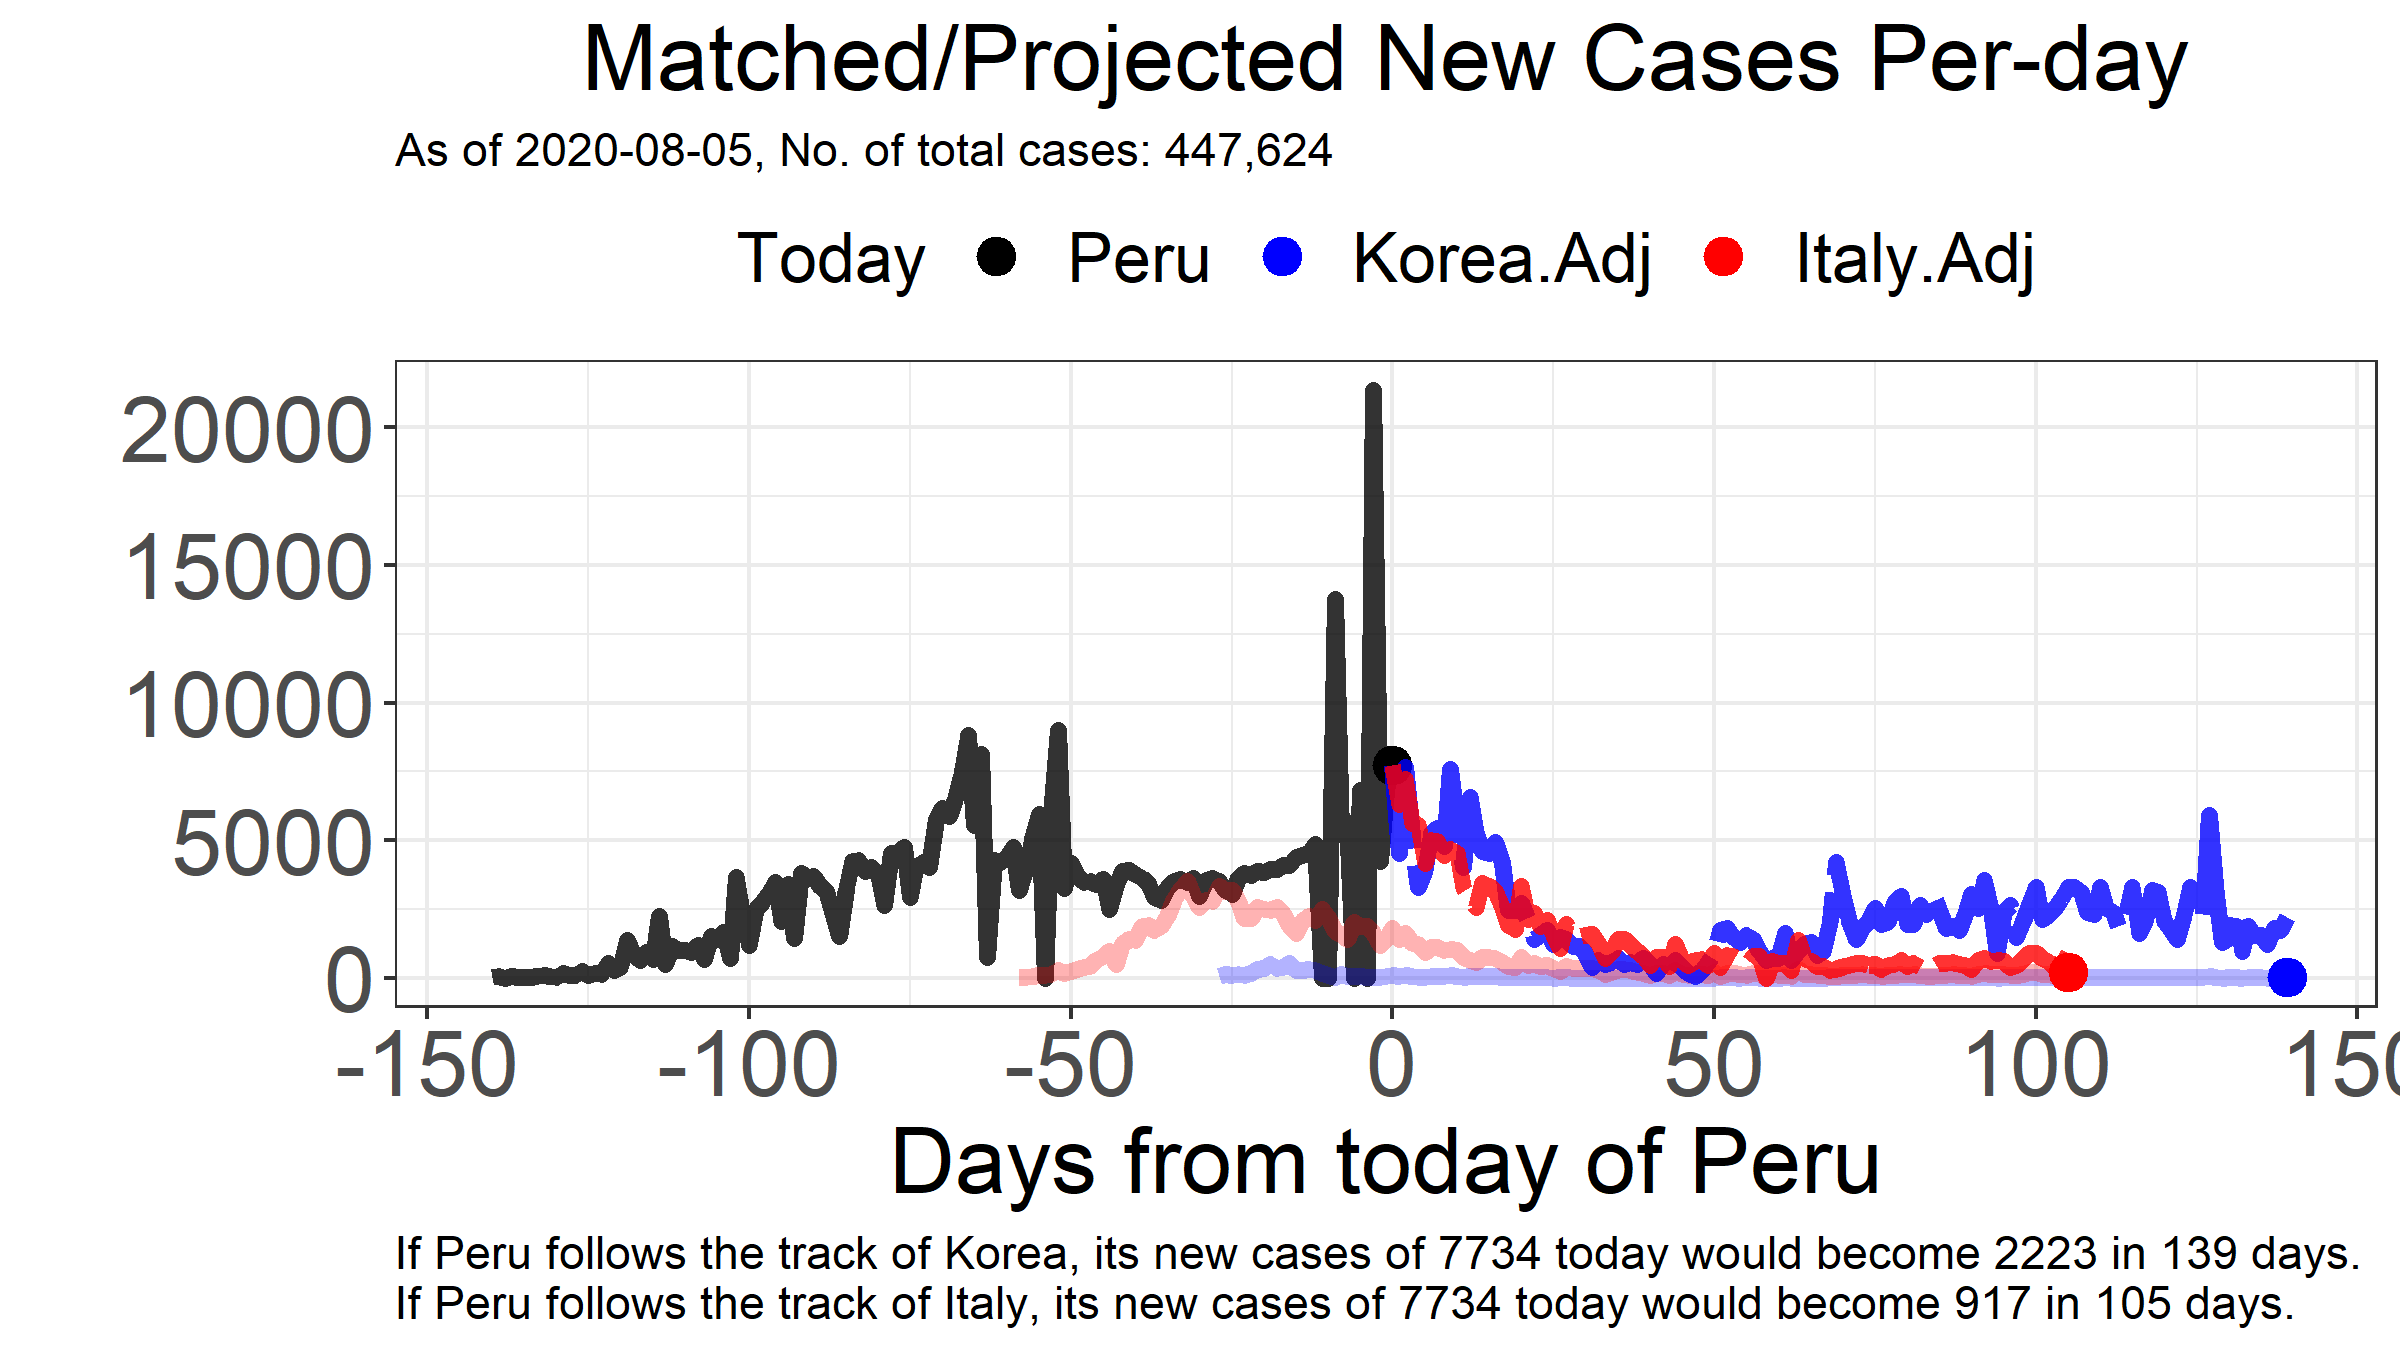 Matched/Projected New Cases Per-day
As of 2020-08-05, No. of total cases: 447,624
Today Peru Korea.Adj Italy.Adj
20000
15000
10000
5000
0
-150 -100 -50 0 50 100 150
Days from today of Peru
If Peru follows the track of Korea, its new cases of 7734 today would become 2223 in 139 days.
If Peru follows the track of Italy, its new cases of 7734 today would become 917 in 105 days.